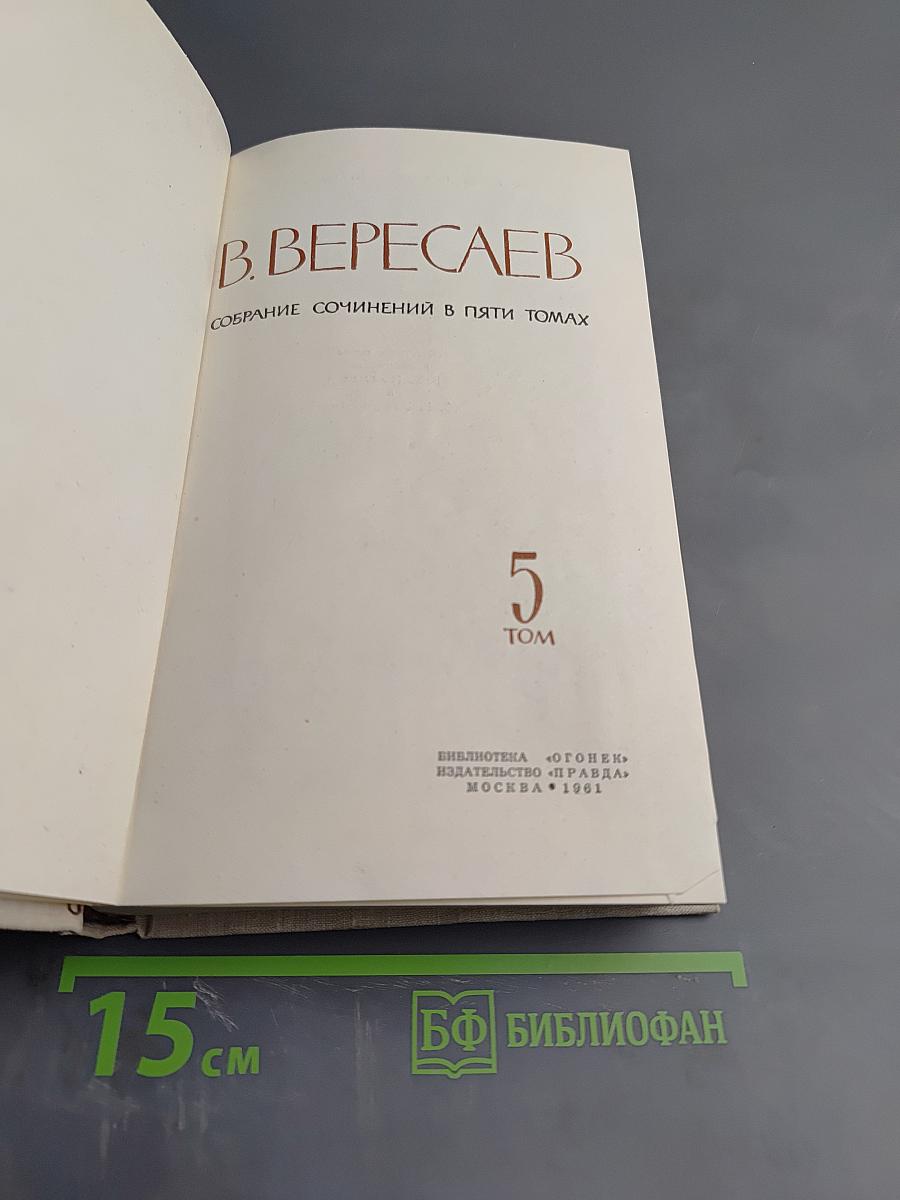 В. ВЕРЕСАЕВ
СОБРАНИЕ СОЧИНЕНИЙ В ПЯТИ ТОМАХ
5
ТОМ
БИБЛИОТЕКА «ОГОНЕК»
ИЗДАТЕЛЬСТВО «ПРАВДА»
МОСКВА • 1961
15 см
БФ БИБЛИОФАН